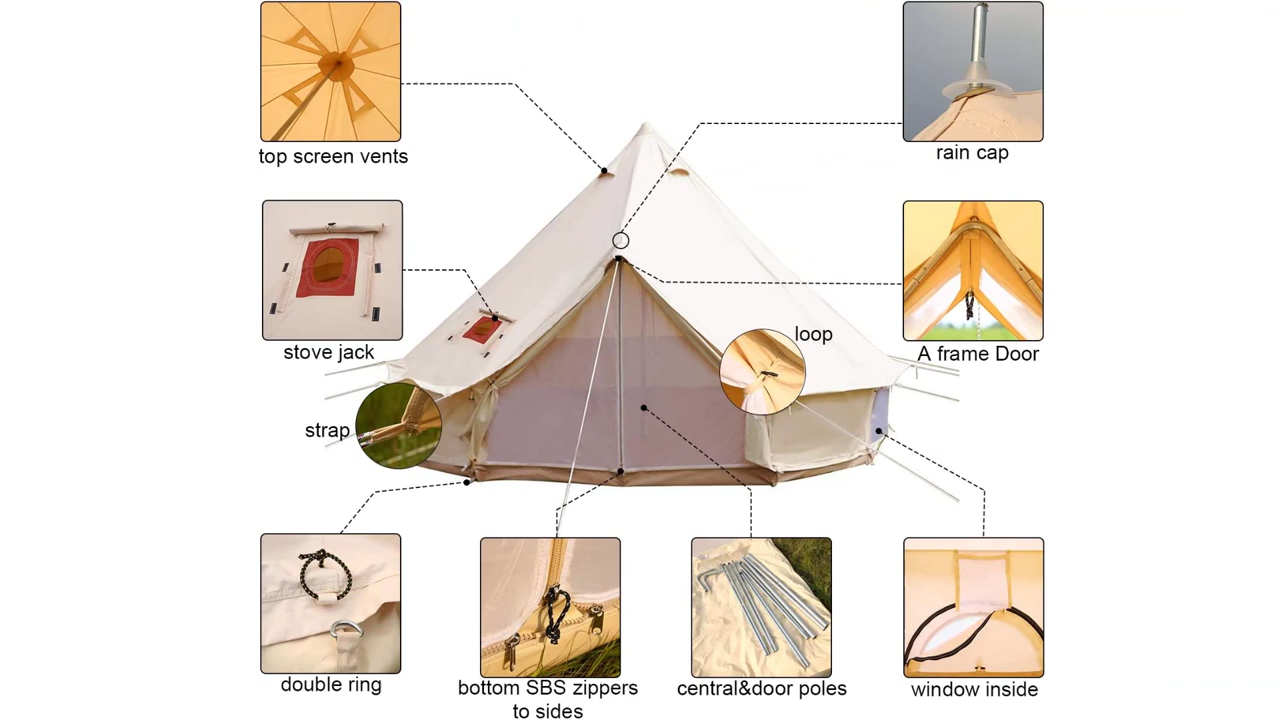 top screen vents
rain cap
stove jack
loop
A frame Door
strap
double ring
bottom SBS zippers
to sides
central&door poles
window inside